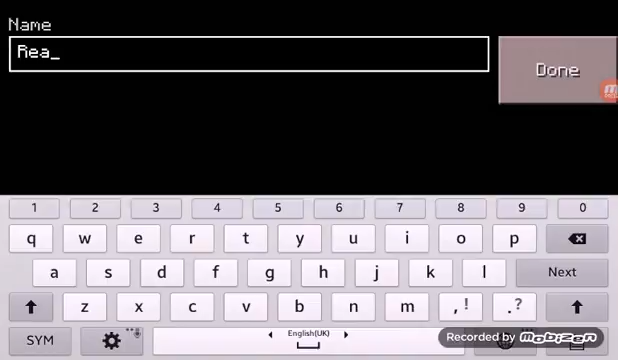 Name
Rea_
Done
1 2 3 4 5 6 7 8 9 0
q w e r t y u i o p
a s d f g h j k l Next
z x c v b n m ,! .?
SYM English(UK)
Recorded by mobizen